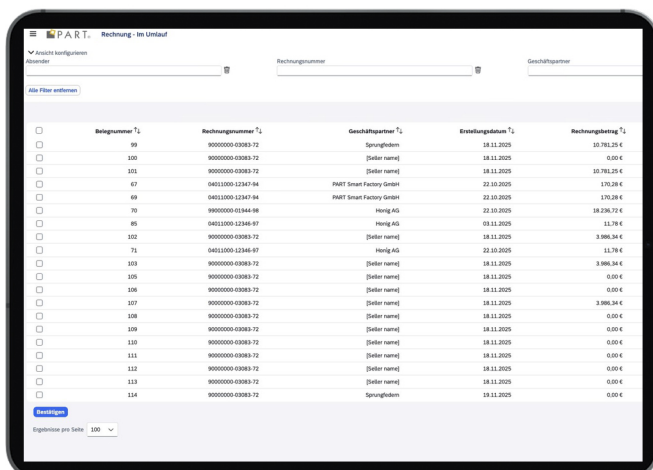 PART® Rechnung - Im Umlauf
Ansicht konfigurieren
Absender Rechnungsnummer Geschäftspartner
Alle Filter entfernen
Belegnummer ↑↓ Rechnungsnummer ↑↓ Geschäftspartner ↑↓ Erstellungsdatum ↑↓ Rechnungsbetrag ↑↓
99 90000000-03083-72 Sprungfedern 18.11.2025 10.781,25 €
100 90000000-03083-72 [Seller name] 18.11.2025 0,00 €
101 90000000-03083-72 [Seller name] 18.11.2025 10.781,25 €
67 04011000-12347-94 PART Smart Factory GmbH 22.10.2025 170,28 €
69 04011000-12347-94 PART Smart Factory GmbH 22.10.2025 170,28 €
70 99000000-01944-98 Honig AG 22.10.2025 18.236,72 €
85 04011000-12346-97 Honig AG 03.11.2025 11,78 €
102 90000000-03083-72 [Seller name] 18.11.2025 3.986,34 €
71 04011000-12346-97 Honig AG 22.10.2025 11,78 €
103 90000000-03083-72 [Seller name] 18.11.2025 3.986,34 €
105 90000000-03083-72 [Seller name] 18.11.2025 0,00 €
106 90000000-03083-72 [Seller name] 18.11.2025 0,00 €
107 90000000-03083-72 [Seller name] 18.11.2025 3.986,34 €
108 90000000-03083-72 [Seller name] 18.11.2025 0,00 €
109 90000000-03083-72 [Seller name] 18.11.2025 0,00 €
110 90000000-03083-72 [Seller name] 18.11.2025 0,00 €
111 90000000-03083-72 [Seller name] 18.11.2025 0,00 €
112 90000000-03083-72 [Seller name] 18.11.2025 0,00 €
113 90000000-03083-72 [Seller name] 18.11.2025 0,00 €
114 90000000-03083-72 Sprungfedern 19.11.2025 0,00 €
Bestätigen
Ergebnisse pro Seite 100